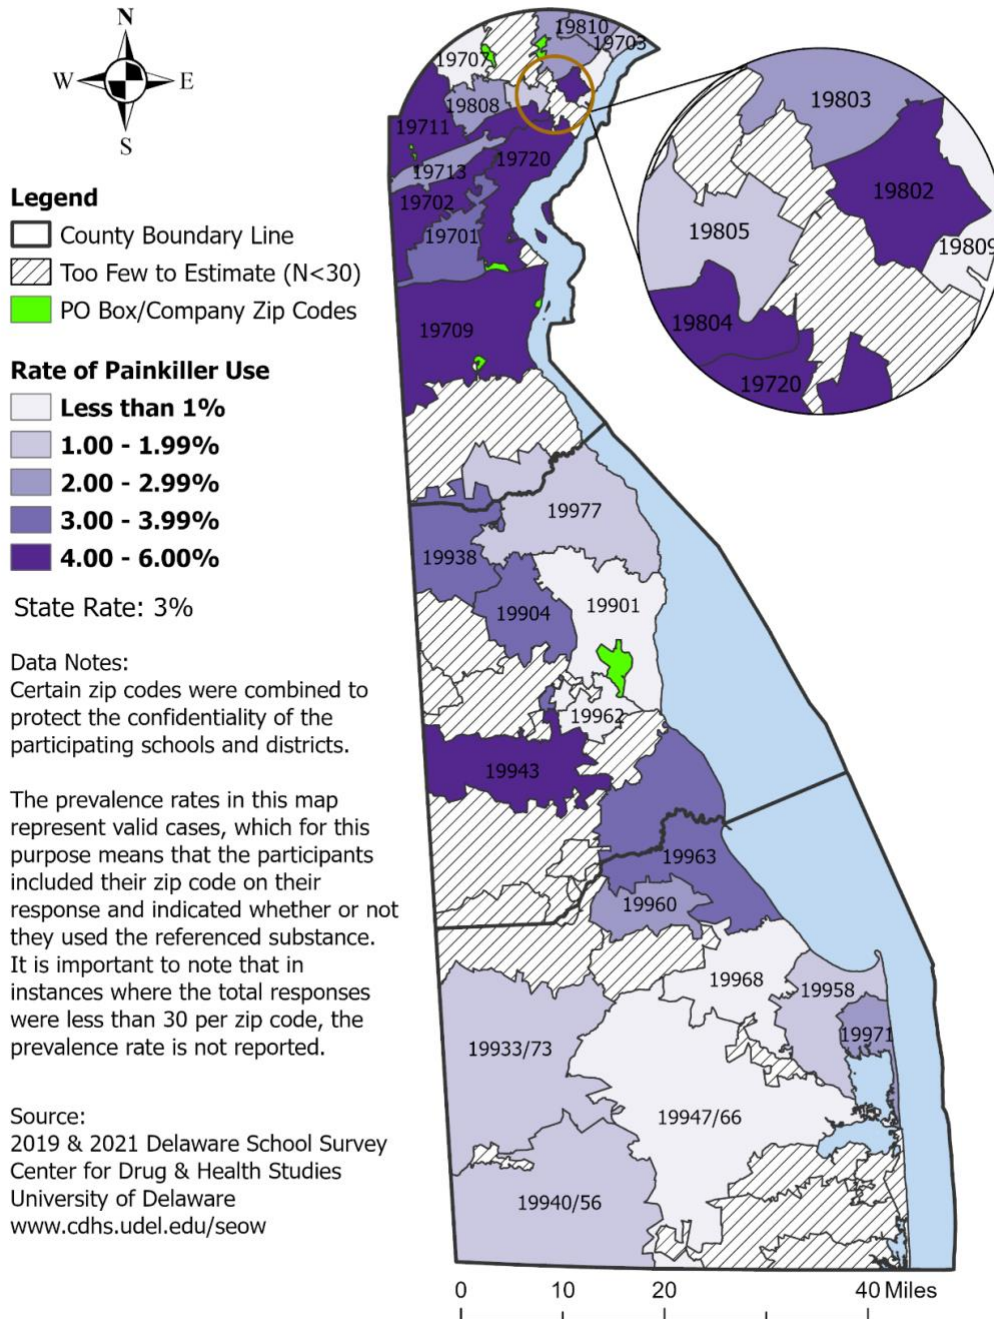 N
W E
S
Legend
County Boundary Line
Too Few to Estimate (N<30)
PO Box/Company Zip Codes
Rate of Painkiller Use
Less than 1%
1.00 - 1.99%
2.00 - 2.99%
3.00 - 3.99%
4.00 - 6.00%
State Rate: 3%
Data Notes:
Certain zip codes were combined to
protect the confidentiality of the
participating schools and districts.
The prevalence rates in this map
represent valid cases, which for this
purpose means that the participants
included their zip code on their
response and indicated whether or not
they used the referenced substance.
It is important to note that in
instances where the total responses
were less than 30 per zip code, the
prevalence rate is not reported.
Source:
2019 & 2021 Delaware School Survey
Center for Drug & Health Studies
University of Delaware
www.cdhs.udel.edu/seow
19810
19703
19707
19808
19711
19720
19713
19702
19701
19709
19803
19802
19805
19809
19804
19720
19977
19938
19904
19901
19962
19943
19963
19960
19968
19958
19971
19933/73
19947/66
19940/56
0 10 20 40 Miles